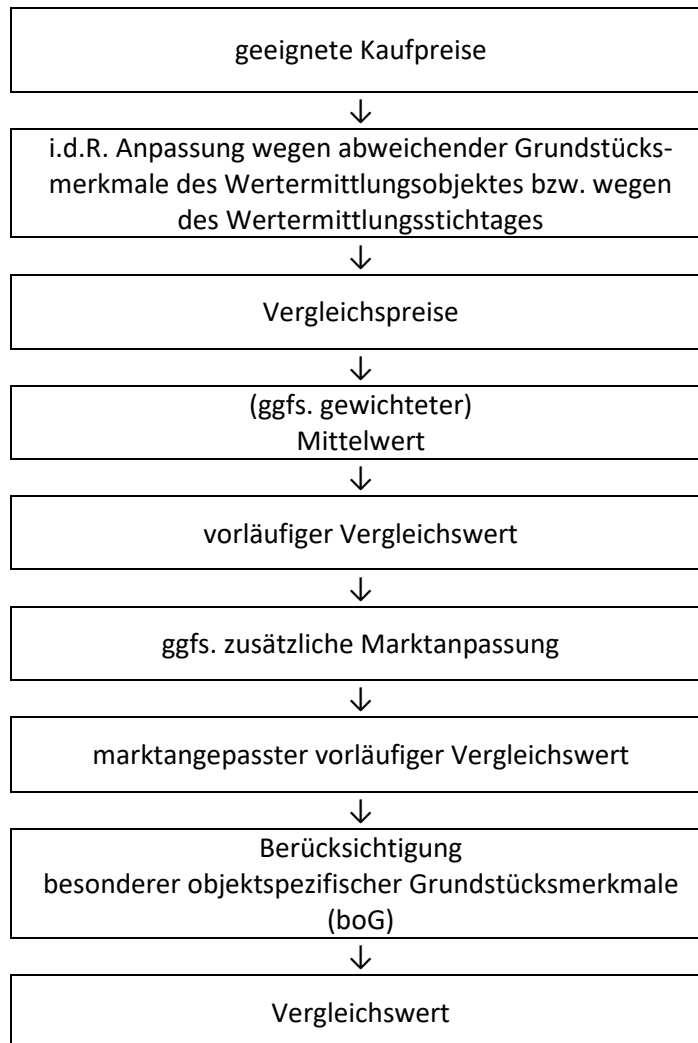 geeignete Kaufpreise
↓
i.d.R. Anpassung wegen abweichender Grundstücks-
merkmale des Wertermittlungsobjektes bzw. wegen
des Wertermittlungsstichtages
↓
Vergleichspreise
↓
(ggfs. gewichteter)
Mittelwert
↓
vorläufiger Vergleichswert
↓
ggfs. zusätzliche Marktanpassung
↓
marktangepasster vorläufiger Vergleichswert
↓
Berücksichtigung
besonderer objektspezifischer Grundstücksmerkmale
(boG)
↓
Vergleichswert